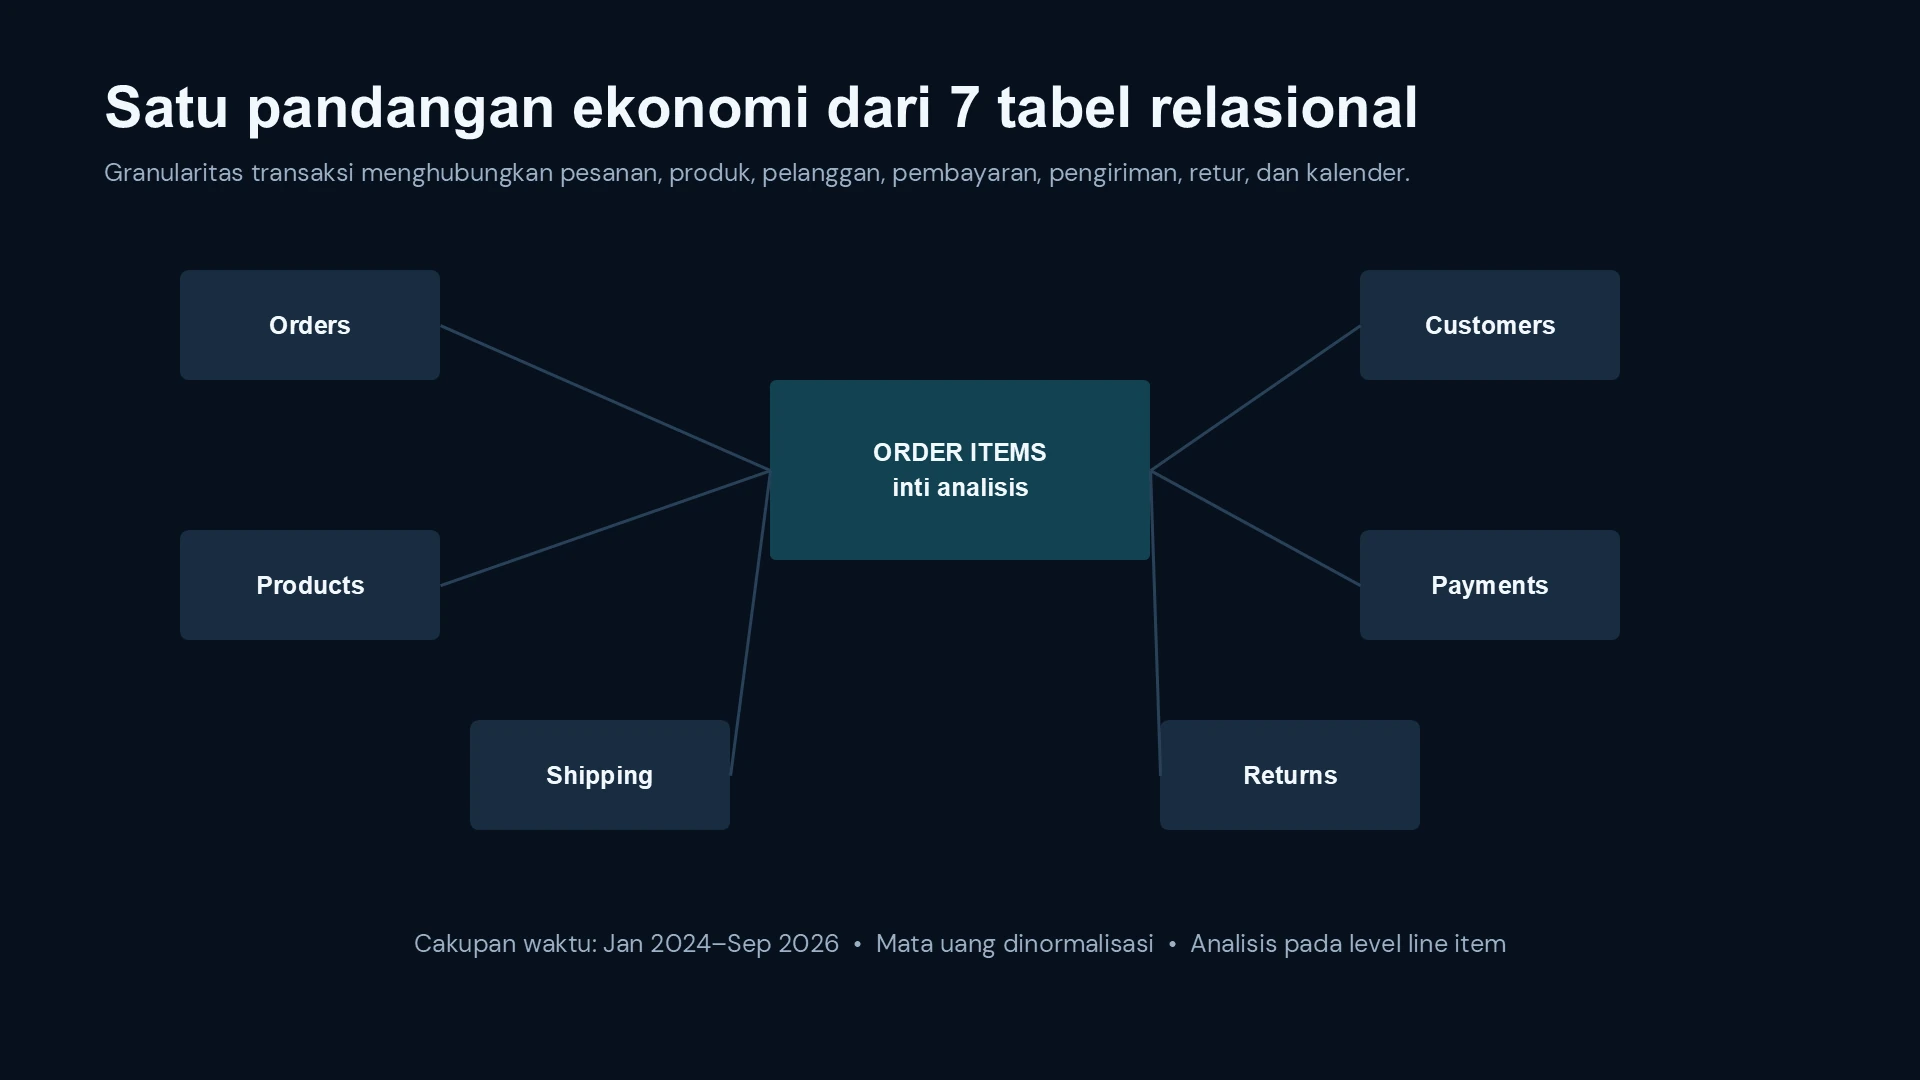 Satu pandangan ekonomi dari 7 tabel relasional
Granularitas transaksi menghubungkan pesanan, produk, pelanggan, pembayaran, pengiriman, retur, dan kalender.
Orders
Customers
ORDER ITEMS
inti analisis
Products
Payments
Shipping
Returns
Cakupan waktu: Jan 2024–Sep 2026 • Mata uang dinormalisasi • Analisis pada level line item